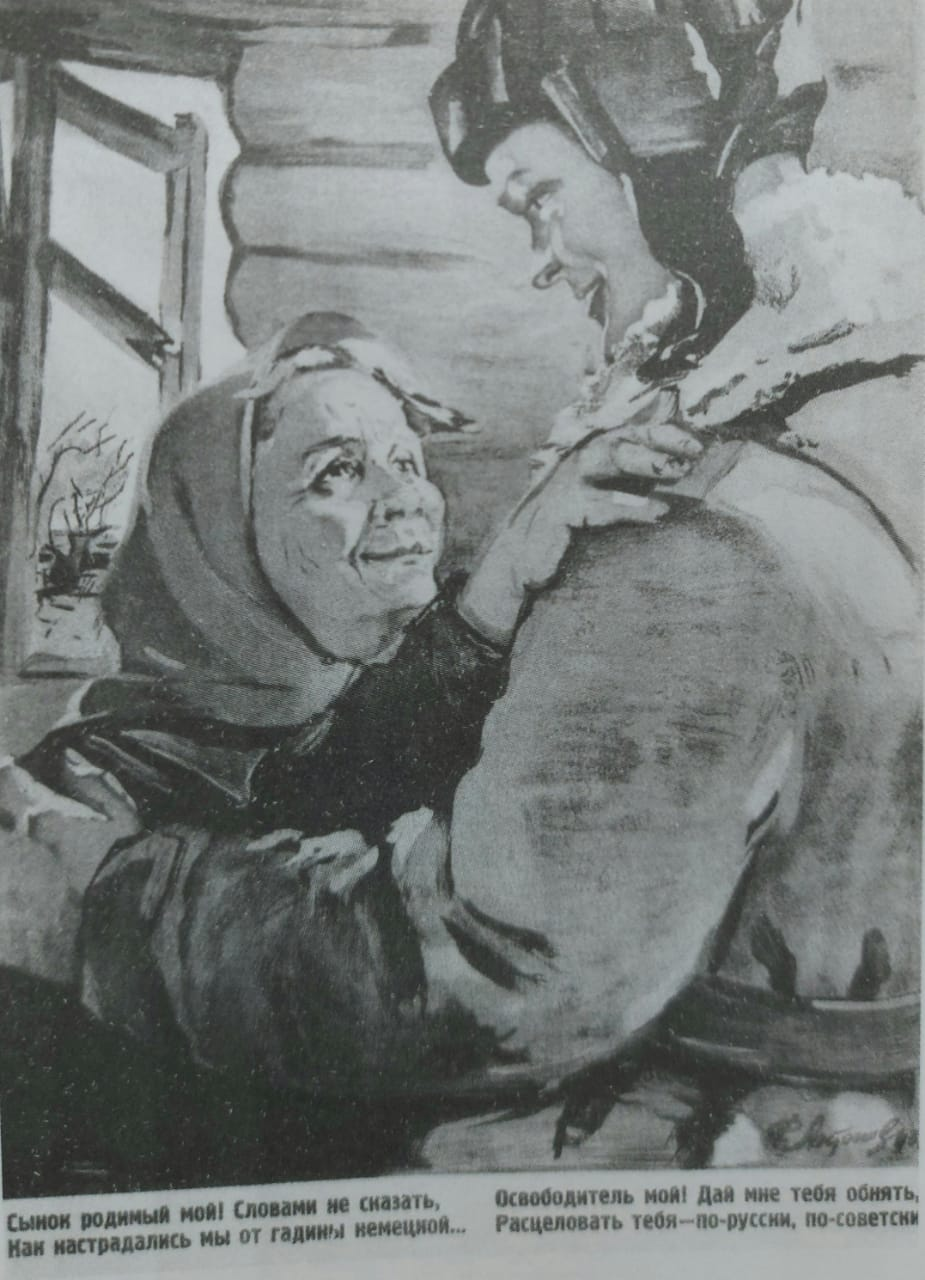 Сынок родимый мой! Словами не сказать,
Как настрадались мы от гадины немецкой...
Освободитель мой! Дай мне тебя обнять,
Расцеловать тебя—по-русски, по-советски